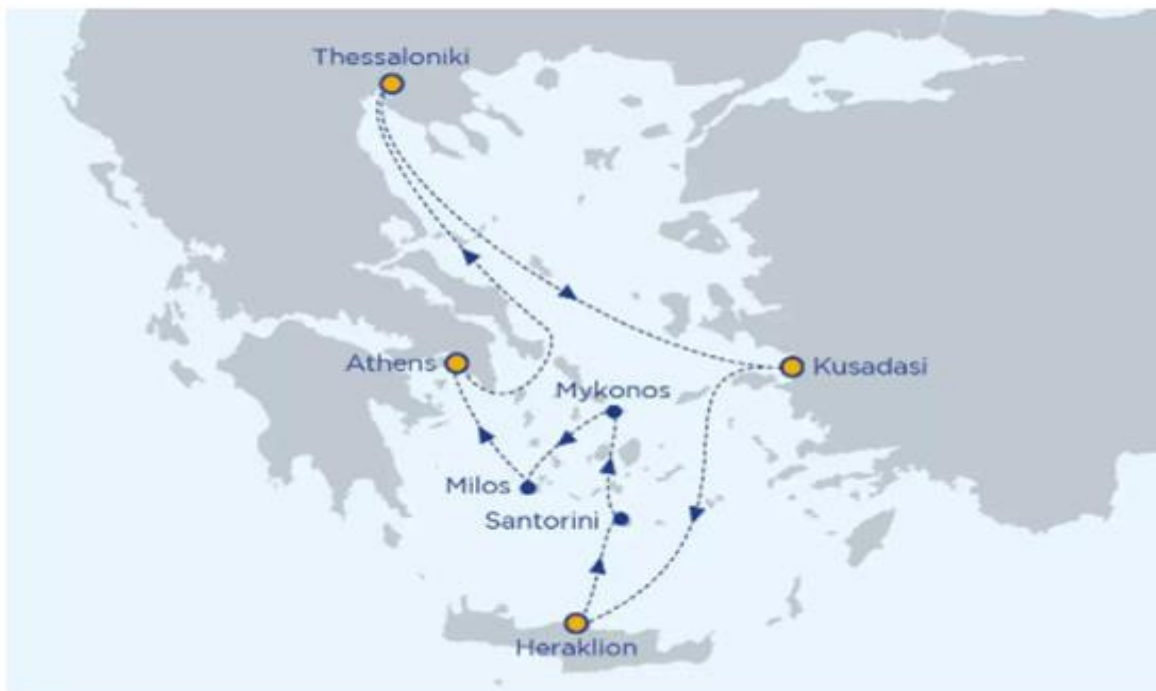 Thessaloniki
Athens
Kusadasi
Mykonos
Milos
Santorini
Heraklion